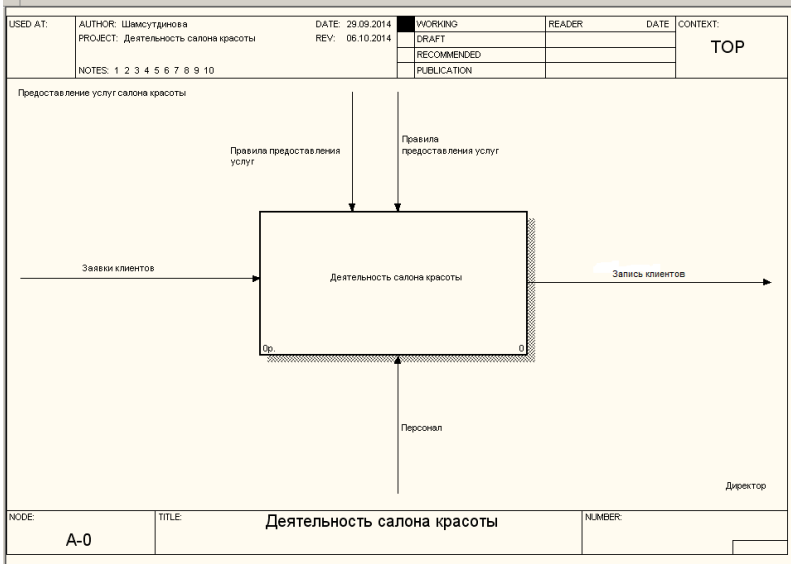 USED AT:
AUTHOR: Шамсутдинова
DATE: 29.09.2014
WORKING
READER
DATE
CONTEXT:
PROJECT: Деятельность салона красоты
REV: 06.10.2014
DRAFT
TOP
RECOMMENDED
NOTES: 1 2 3 4 5 6 7 8 9 10
PUBLICATION
Предоставление услуг салона красоты
Правила предоставления
услуг
Правила
предоставления услуг
Заявки клиентов
Деятельность салона красоты
Запись клиентов
0р.
0
Персонал
Директор
NODE:
TITLE:
NUMBER:
A-0
Деятельность салона красоты